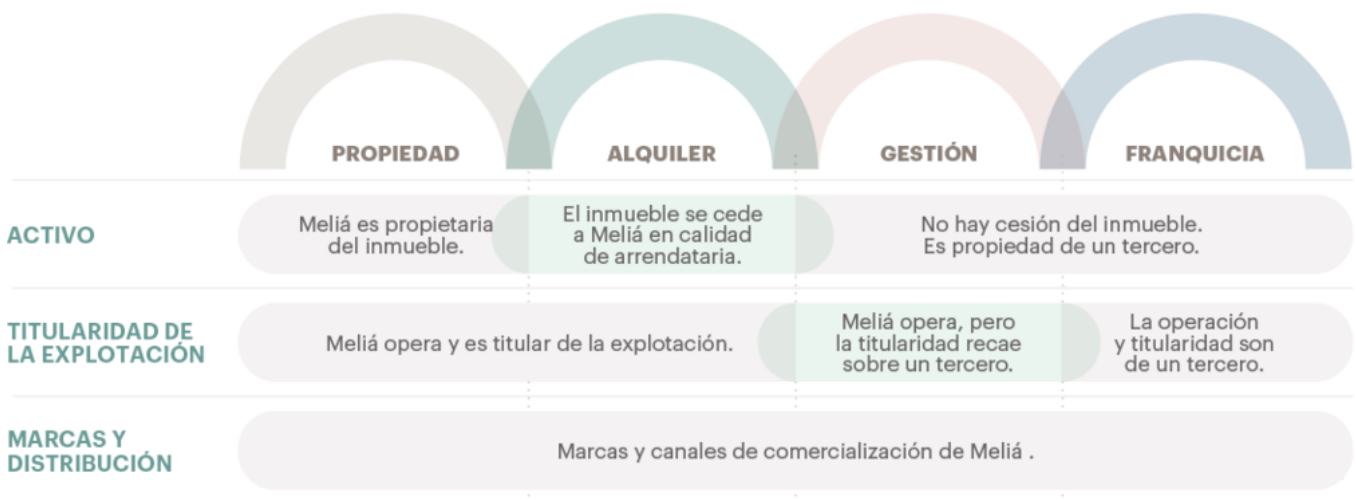 PROPIEDAD
ALQUILER
GESTIÓN
FRANQUICIA
ACTIVO
Meliá es propietaria
del inmueble.
El inmueble se cede
a Meliá en calidad
de arrendataria.
No hay cesión del inmueble.
Es propiedad de un tercero.
TITULARIDAD DE
LA EXPLOTACIÓN
Meliá opera y es titular de la explotación.
Meliá opera, pero
la titularidad recae
sobre un tercero.
La operación
y titularidad son
de un tercero.
MARCAS Y
DISTRIBUCIÓN
Marcas y canales de comercialización de Meliá .